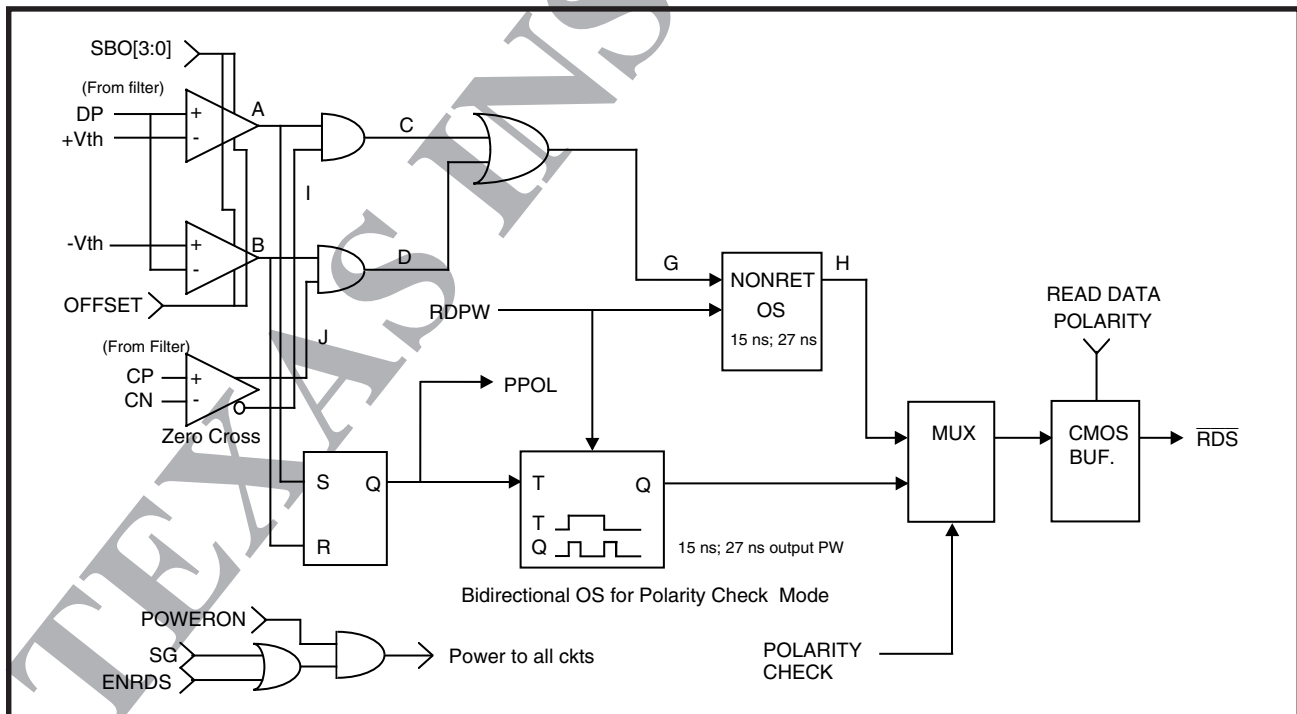 SBO[3:0]
(From filter)
DP
+Vth
+
-
A
C
I
-Vth
+
-
B
D
OFFSET
G
NONRET
OS
15 ns; 27 ns
H
RDPW
READ DATA
POLARITY
(From Filter)
CP
CN
+
-
J
Zero Cross
PPOL
MUX
CMOS
BUF.
RDS
S
Q
R
T
Q
T
Q
15 ns; 27 ns output PW
Bidirectional OS for Polarity Check Mode
POWERON
SG
ENRDS
Power to all ckts
POLARITY
CHECK
TEXAS INS